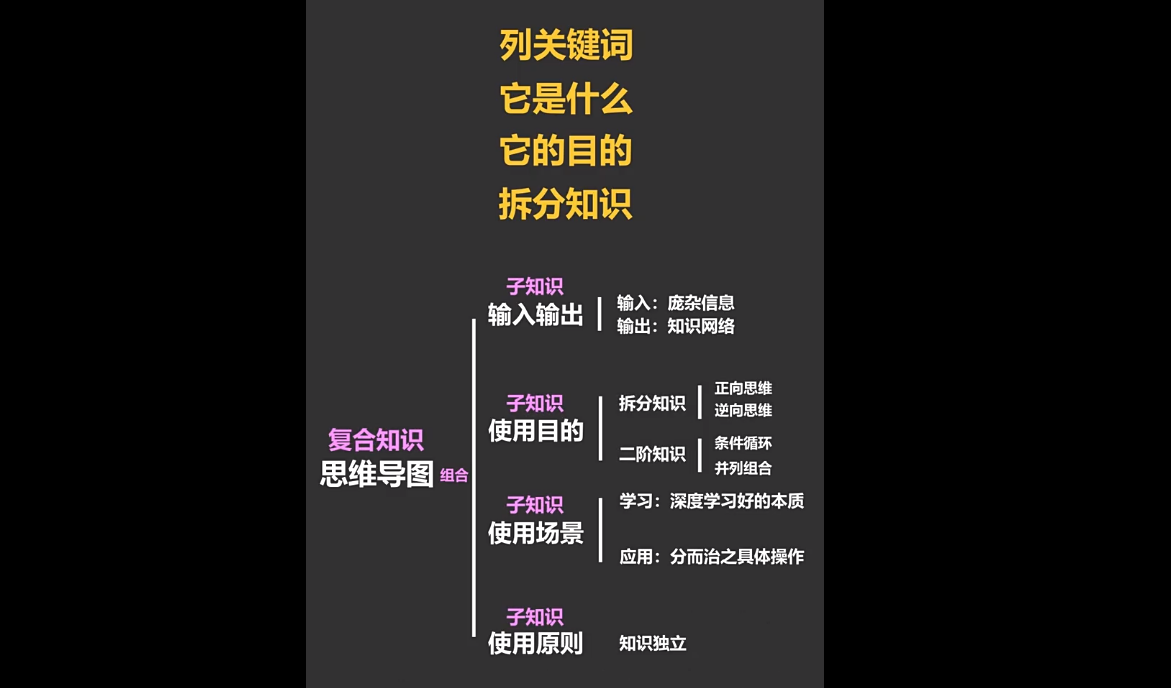 列关键词
它是什么
它的目的
拆分知识
复合知识
思维导图
组合
子知识
输入输出
输入：庞杂信息
输出：知识网络
子知识
使用目的
拆分知识
正向思维
逆向思维
二阶知识
条件循环
并列组合
子知识
使用场景
学习：深度学习好的本质
应用：分而治之具体操作
子知识
使用原则
知识独立